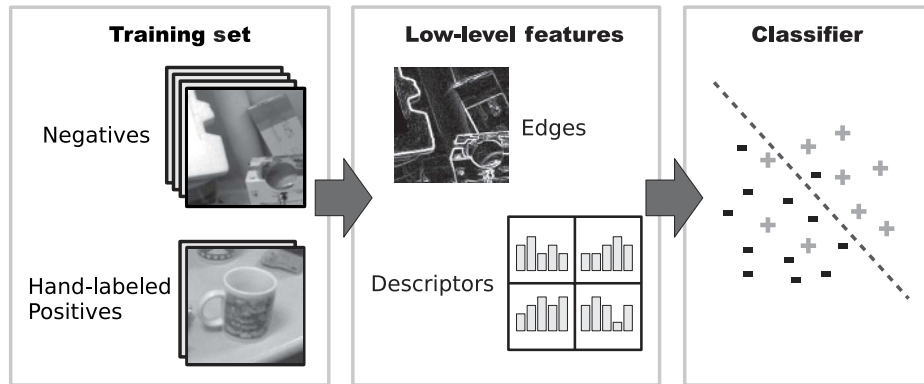 Training set
Negatives
Hand-labeled
Positives
Low-level features
Edges
Descriptors
Classifier